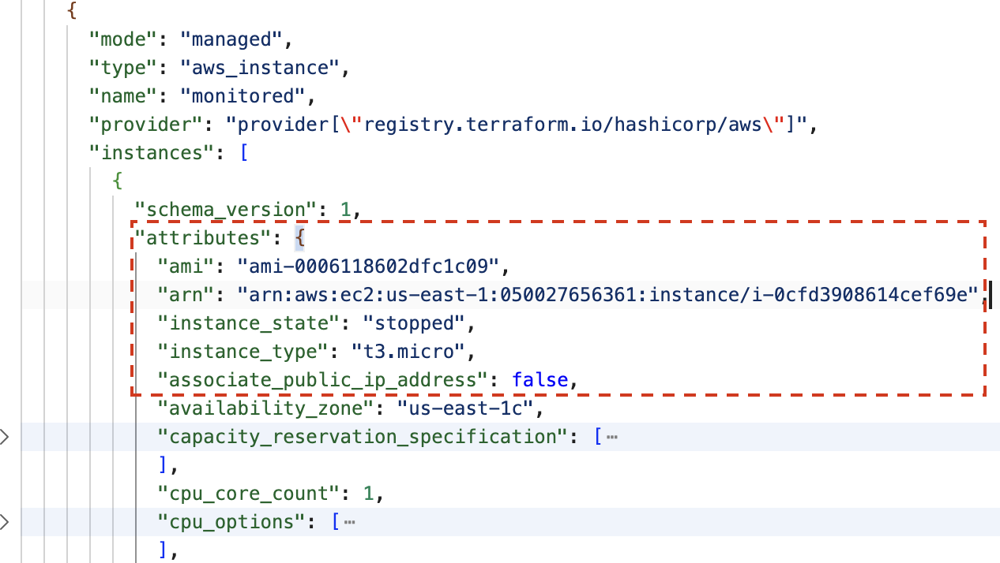 {
"mode": "managed",
"type": "aws_instance",
"name": "monitored",
"provider": "provider[\"registry.terraform.io/hashicorp/aws\"]",
"instances": [
{
"schema_version": 1,
"attributes": {
"ami": "ami-0006118602dfc1c09",
"arn": "arn:aws:ec2:us-east-1:050027656361:instance/i-0cfd3908614cef69e",
"instance_state": "stopped",
"instance_type": "t3.micro",
"associate_public_ip_address": false,
"availability_zone": "us-east-1c",
"capacity_reservation_specification": [⋯
],
"cpu_core_count": 1,
"cpu_options": [⋯
],